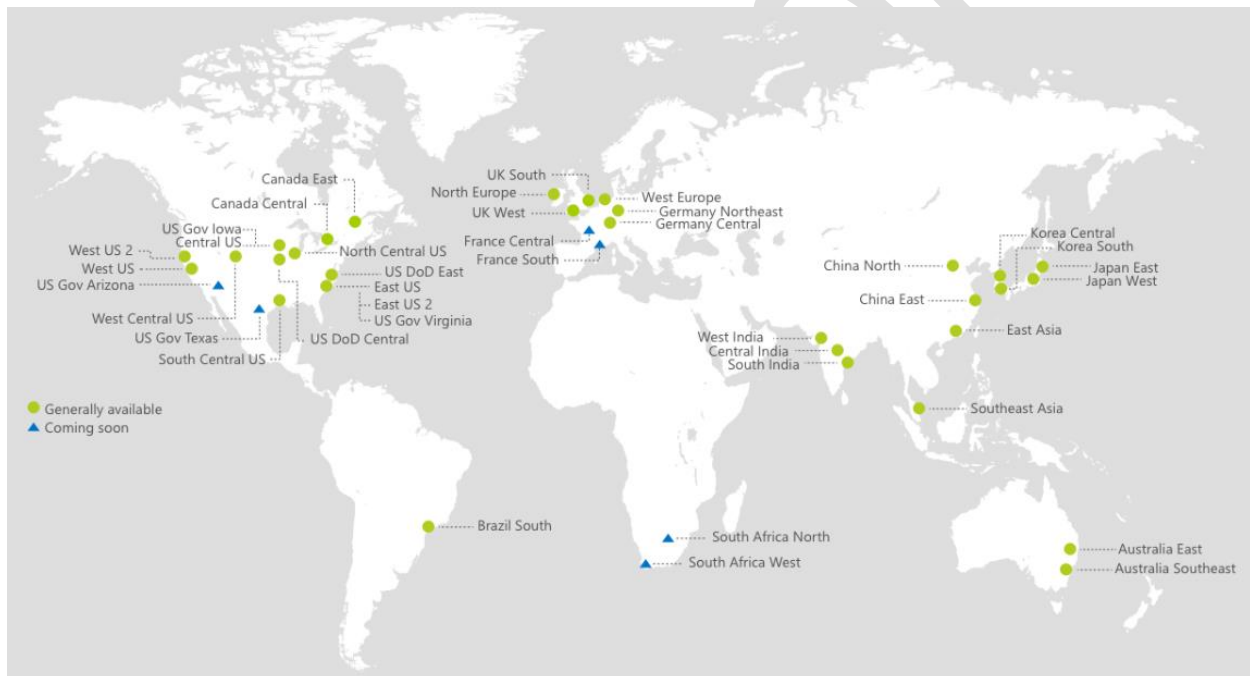 Canada East
Canada Central
US Gov Iowa
Central US
West US 2
West US
US Gov Arizona
West Central US
US Gov Texas
South Central US
North Central US
US DoD East
East US
East US 2
US Gov Virginia
US DoD Central
Generally available
Coming soon
Brazil South
UK South
North Europe
UK West
France Central
France South
West Europe
Germany Northeast
Germany Central
South Africa North
South Africa West
West India
Central India
South India
China North
China East
Korea Central
Korea South
Japan East
Japan West
East Asia
Southeast Asia
Australia East
Australia Southeast